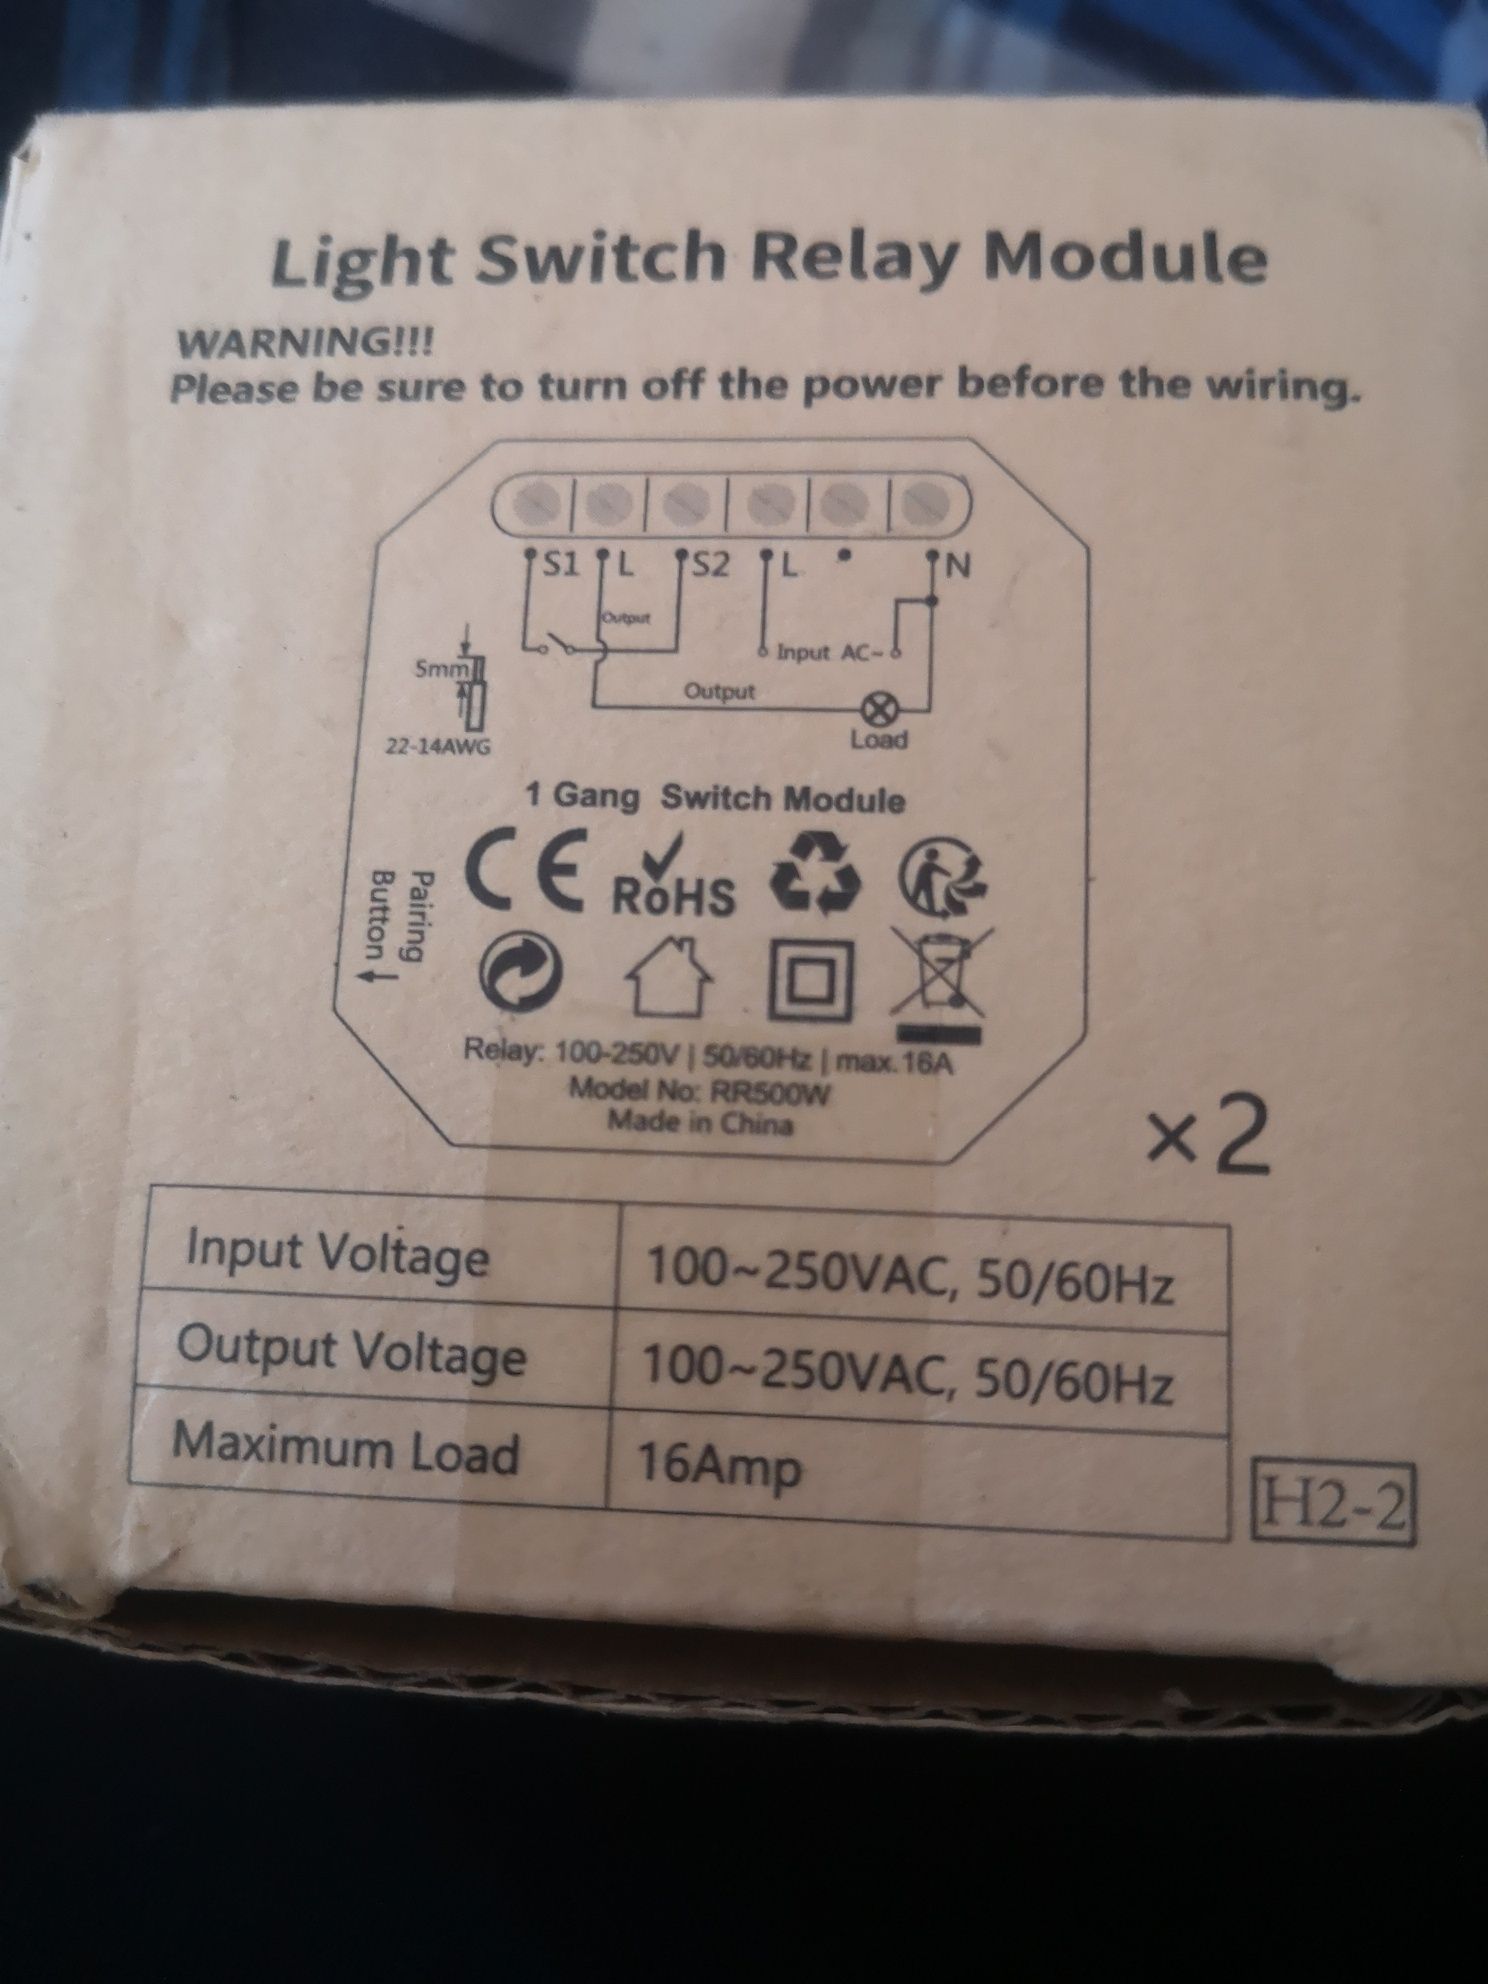 Light Switch Relay Module
WARNING!!!
Please be sure to turn off the power before the wiring.
S1 L S2 L N
Output
Input AC~
5mm
Output
22-14AWG
Load
1 Gang Switch Module
Pairing
Button
CE RoHS
Relay: 100-250V | 50/60Hz | max.16A
Model No: RR500W
Made in China
×2
Input Voltage 100~250VAC, 50/60Hz
Output Voltage 100~250VAC, 50/60Hz
Maximum Load 16Amp
H2-2